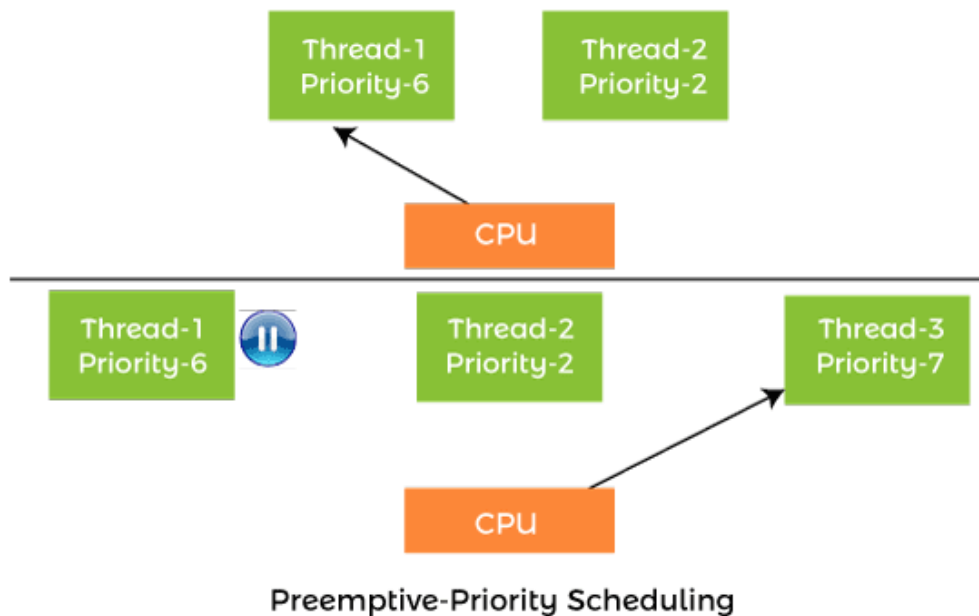 Thread-1
Priority-6
Thread-2
Priority-2
CPU
Thread-1
Priority-6
Thread-2
Priority-2
Thread-3
Priority-7
CPU
Preemptive-Priority Scheduling